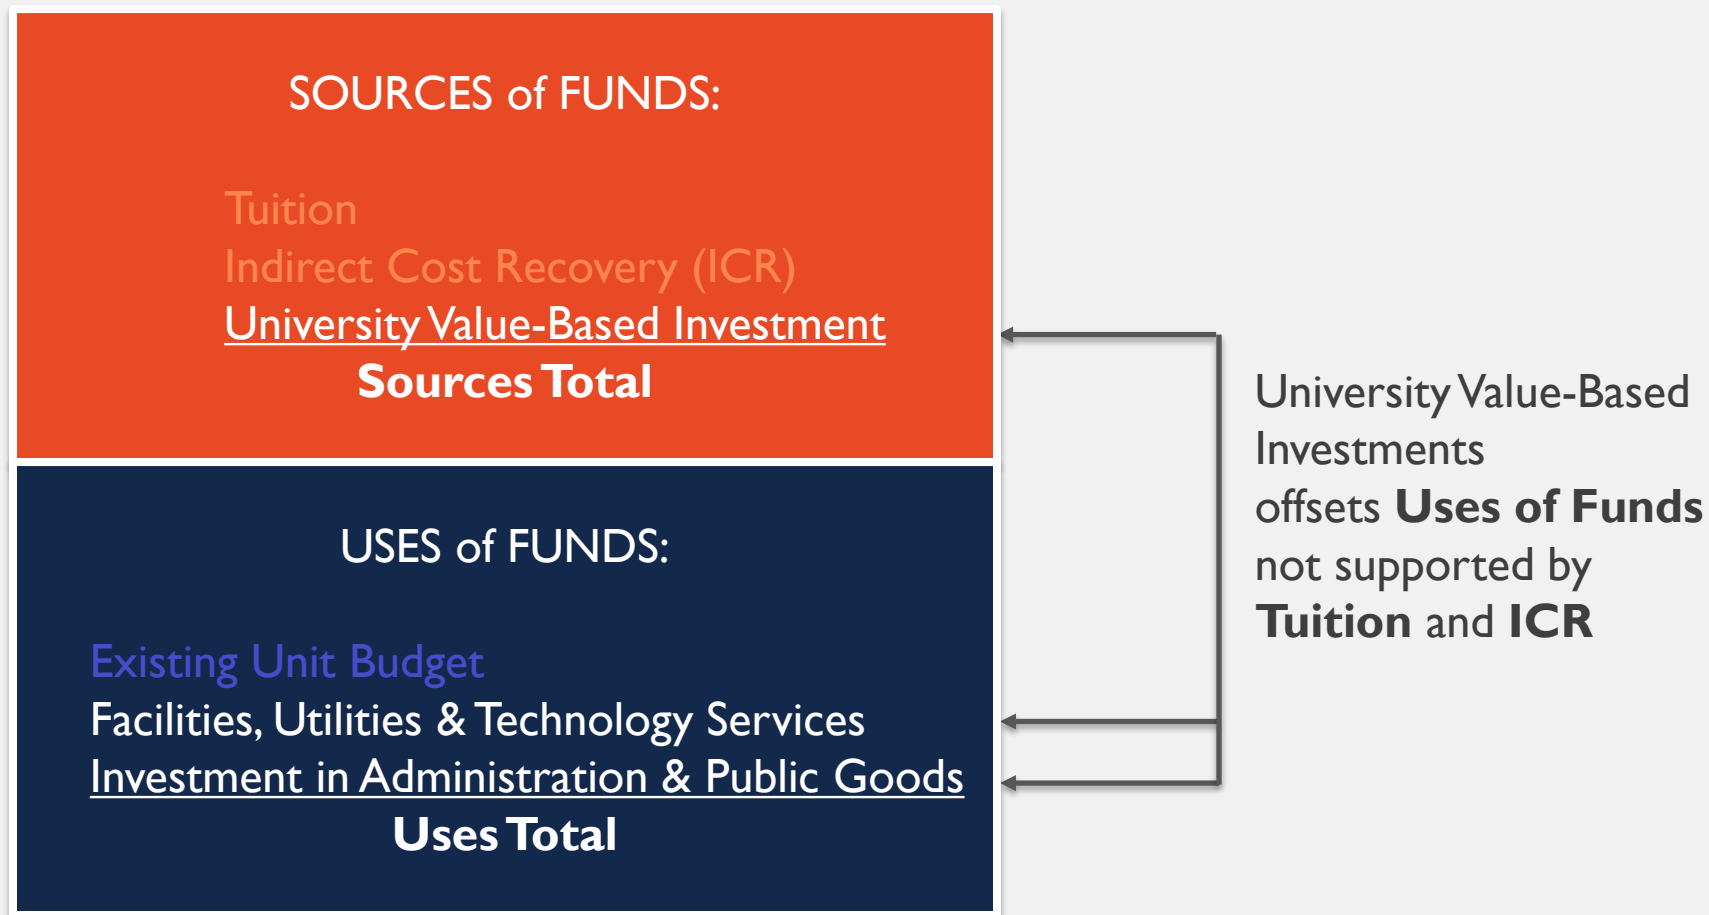 SOURCES of FUNDS:
Tuition
Indirect Cost Recovery (ICR)
University Value-Based Investment
Sources Total
USES of FUNDS:
Existing Unit Budget
Facilities, Utilities & Technology Services
Investment in Administration & Public Goods
Uses Total
University Value-Based
Investments
offsets Uses of Funds
not supported by
Tuition and ICR